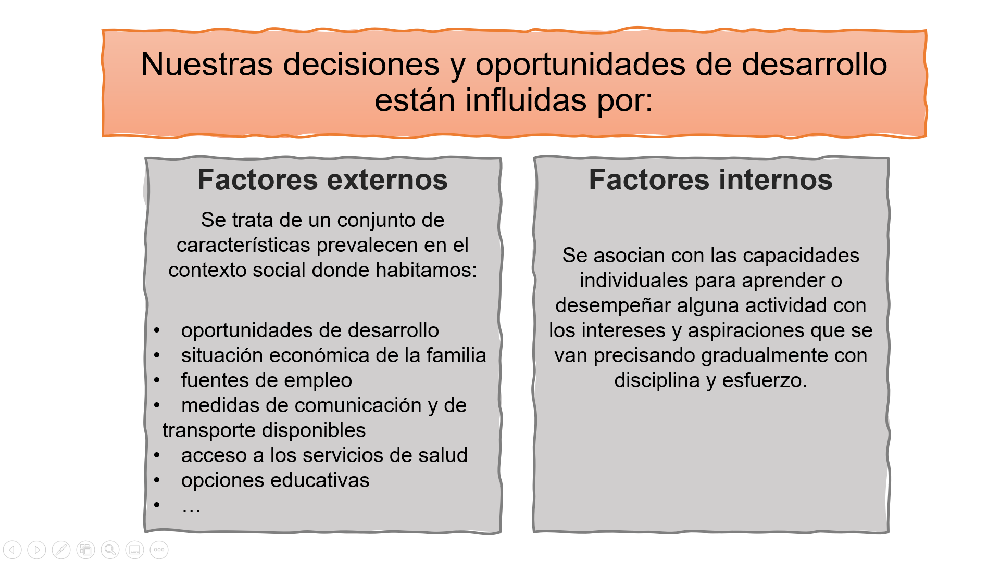 Nuestras decisiones y oportunidades de desarrollo
están influidas por:
Factores externos
Se trata de un conjunto de
características prevalecen en el
contexto social donde habitamos:
• oportunidades de desarrollo
• situación económica de la familia
• fuentes de empleo
• medidas de comunicación y de
transporte disponibles
• acceso a los servicios de salud
• opciones educativas
• …
Factores internos
Se asocian con las capacidades
individuales para aprender o
desempeñar alguna actividad con
los intereses y aspiraciones que se
van precisando gradualmente con
disciplina y esfuerzo.